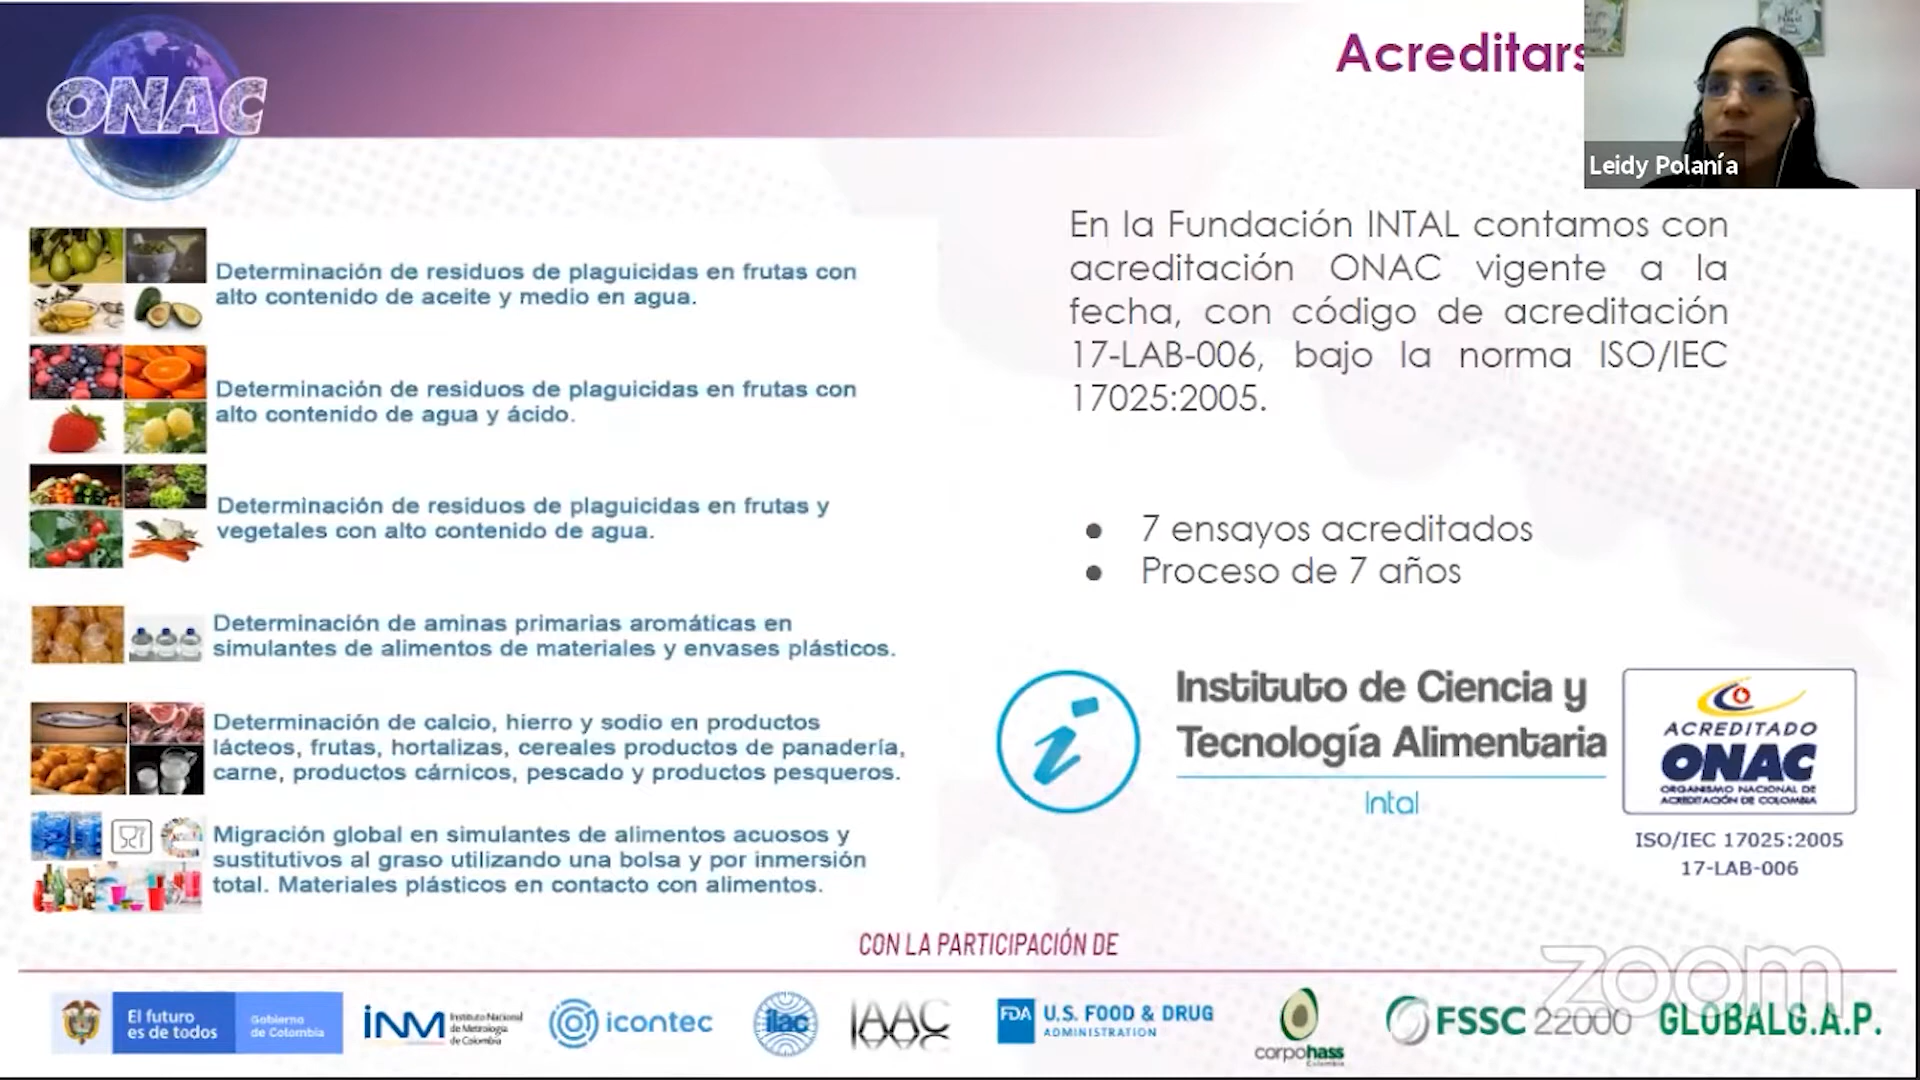 ONAC
Acreditars
Leidy Polanía
Determinación de residuos de plaguicidas en frutas con
alto contenido de aceite y medio en agua.
Determinación de residuos de plaguicidas en frutas con
alto contenido de agua y ácido.
Determinación de residuos de plaguicidas en frutas y
vegetales con alto contenido de agua.
Determinación de aminas primarias aromáticas en
simulantes de alimentos de materiales y envases plásticos.
Determinación de calcio, hierro y sodio en productos
lácteos, frutas, hortalizas, cereales productos de panadería,
carne, productos cárnicos, pescado y productos pesqueros.
Migración global en simulantes de alimentos acuosos y
sustitutivos al graso utilizando una bolsa y por inmersión
total. Materiales plásticos en contacto con alimentos.
En la Fundación INTAL contamos con
acreditación ONAC vigente a la
fecha, con código de acreditación
17-LAB-006, bajo la norma ISO/IEC
17025:2005.
● 7 ensayos acreditados
● Proceso de 7 años
Instituto de Ciencia y
Tecnología Alimentaria
Intal
ACREDITADO
ONAC
ORGANISMO NACIONAL DE
ACREDITACIÓN DE COLOMBIA
ISO/IEC 17025:2005
17-LAB-006
CON LA PARTICIPACIÓN DE
zoom
El futuro
es de todos
Gobierno
de Colombia
INM
Instituto Nacional
de Metrología
de Colombia
icontec
ilac
IAAC
FDA
U.S. FOOD & DRUG
ADMINISTRATION
corpohass
Colombia
FSSC 22000
GLOBALG.A.P.